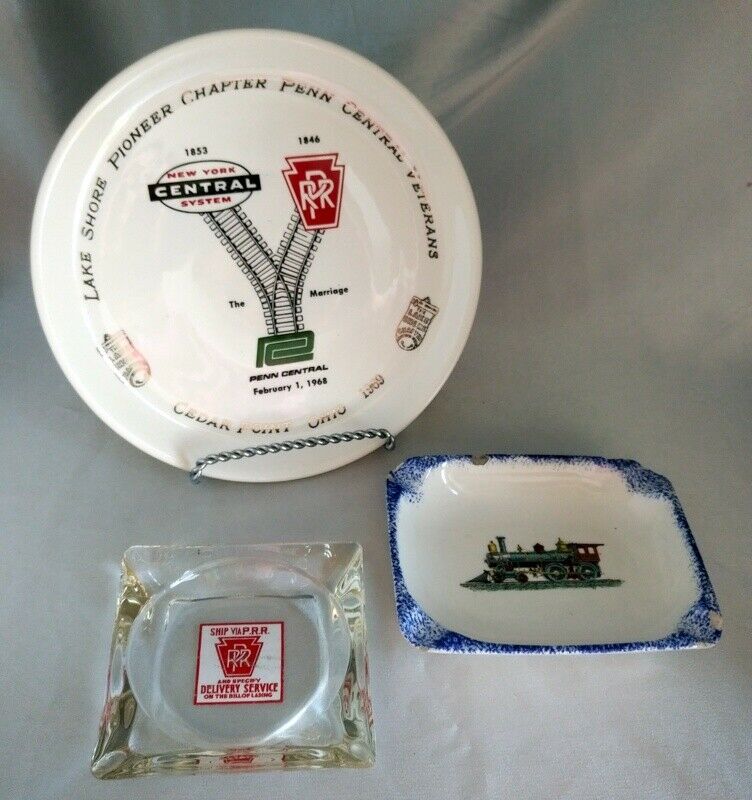 LAKE SHORE PIONEER CHAPTER PENN CENTRAL VETERANS
1853
1846
NEW YORK
CENTRAL
SYSTEM
PRR
The Marriage
PENN CENTRAL
February 1, 1968
CEDAR POINT OHIO 1969
SHIP VIA P.R.R.
PRR
AND SPECIFY
DELIVERY SERVICE
ON THE BILL OF LADING